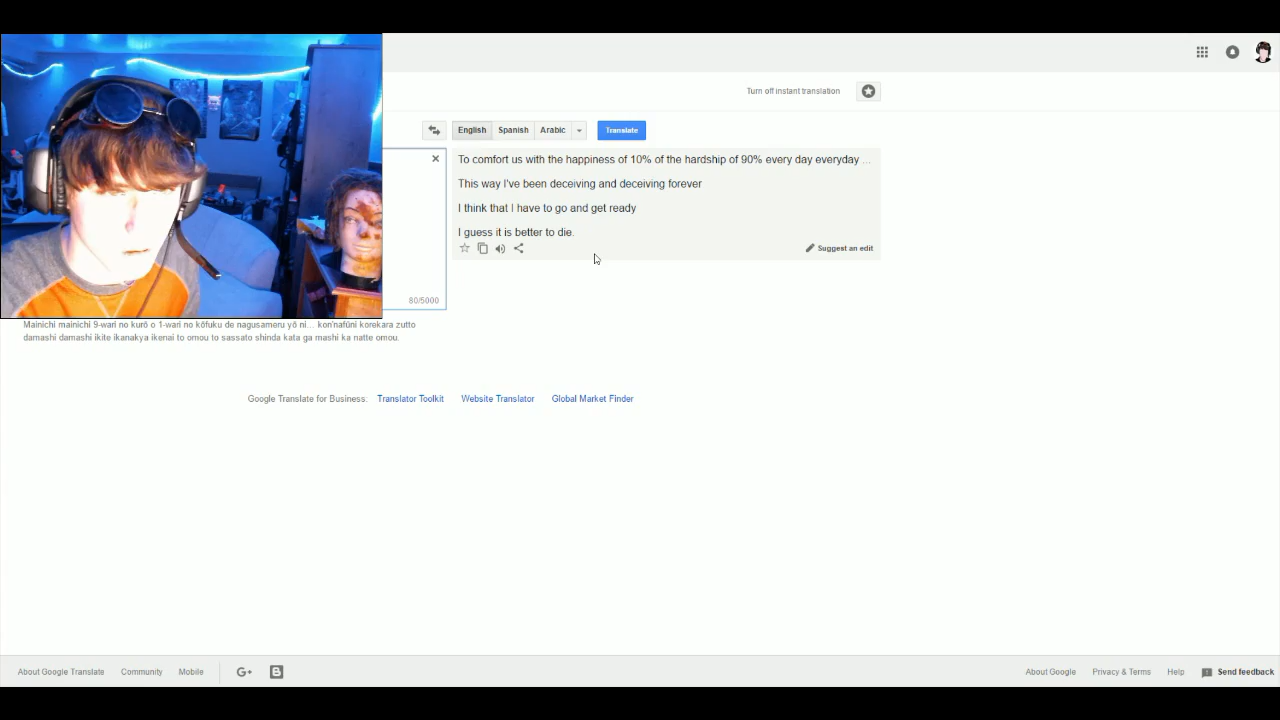 Turn off instant translation
English Spanish Arabic Translate
To comfort us with the happiness of 10% of the hardship of 90% every day everyday ...
This way I've been deceiving and deceiving forever
I think that I have to go and get ready
I guess it is better to die.
Suggest an edit
80/5000
Mainichi mainichi 9-wari no kurō o 1-wari no kōfuku de nagusameru yō ni... kon'nafūni korekara zutto
damashi damashi ikite ikanakya ikenai to omou to sassato shinda kata ga mashi ka natte omou.
Google Translate for Business: Translator Toolkit Website Translator Global Market Finder
About Google Translate Community Mobile G+ About Google Privacy & Terms Help Send feedback